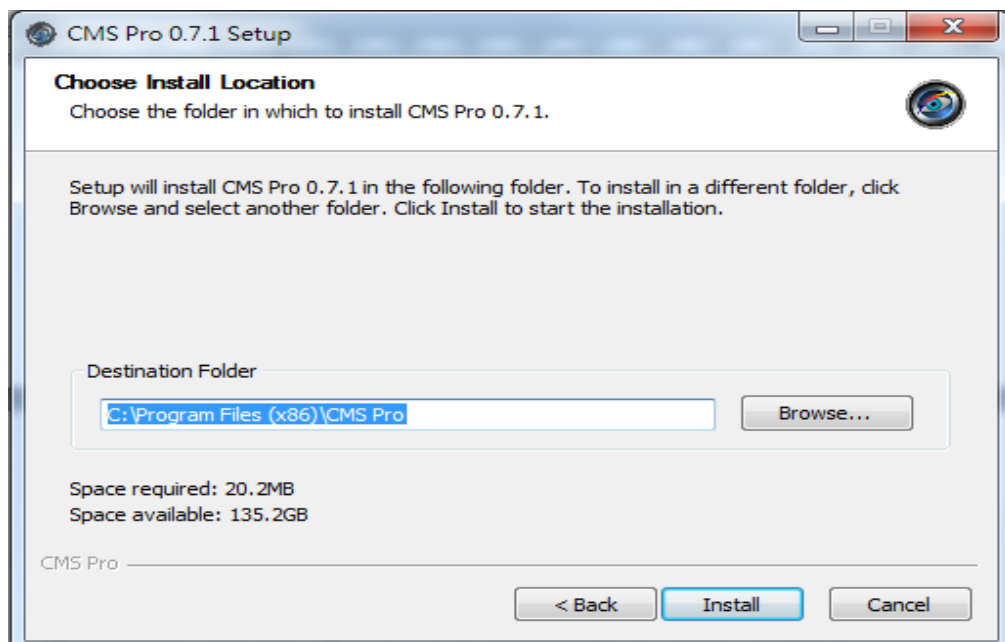 CMS Pro 0.7.1 Setup
Choose Install Location
Choose the folder in which to install CMS Pro 0.7.1.
Setup will install CMS Pro 0.7.1 in the following folder. To install in a different folder, click
Browse and select another folder. Click Install to start the installation.
Destination Folder
C:\Program Files (x86)\CMS Pro
Browse...
Space required: 20.2MB
Space available: 135.2GB
CMS Pro
< Back
Install
Cancel